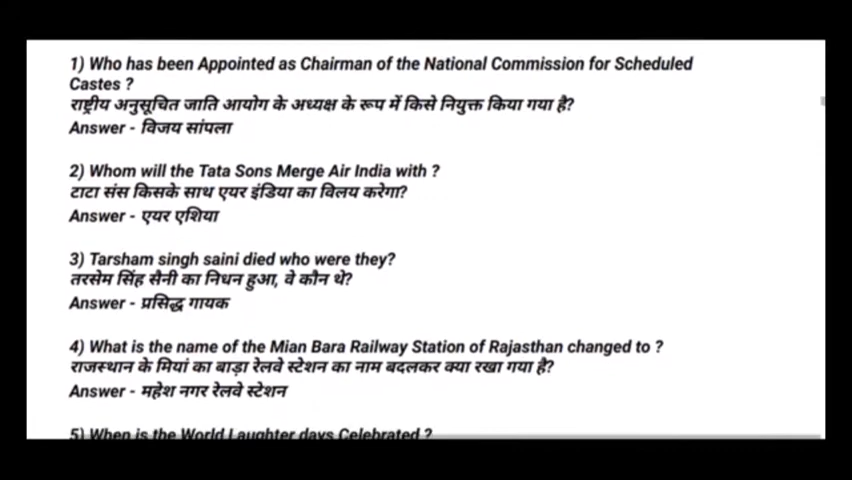 1) Who has been Appointed as Chairman of the National Commission for Scheduled
Castes ?
राष्ट्रीय अनुसूचित जाति आयोग के अध्यक्ष के रूप में किसे नियुक्त किया गया है?
Answer - विजय सांपला
2) Whom will the Tata Sons Merge Air India with ?
टाटा संस किसके साथ एयर इंडिया का विलय करेगा?
Answer - एयर एशिया
3) Tarsham singh saini died who were they?
तरसेम सिंह सैनी का निधन हुआ, वे कौन थे?
Answer - प्रसिद्ध गायक
4) What is the name of the Mian Bara Railway Station of Rajasthan changed to ?
राजस्थान के मियां का बाड़ा रेलवे स्टेशन का नाम बदलकर क्या रखा गया है?
Answer - महेश नगर रेलवे स्टेशन
5) When is the World Laughter days Celebrated ?